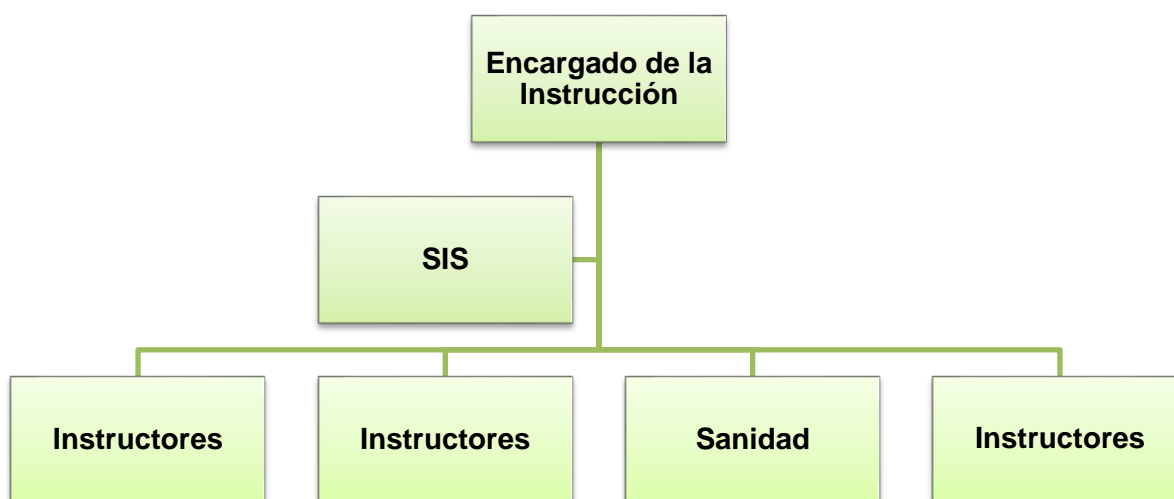 Encargado de la
Instrucción
SIS
Instructores
Instructores
Sanidad
Instructores